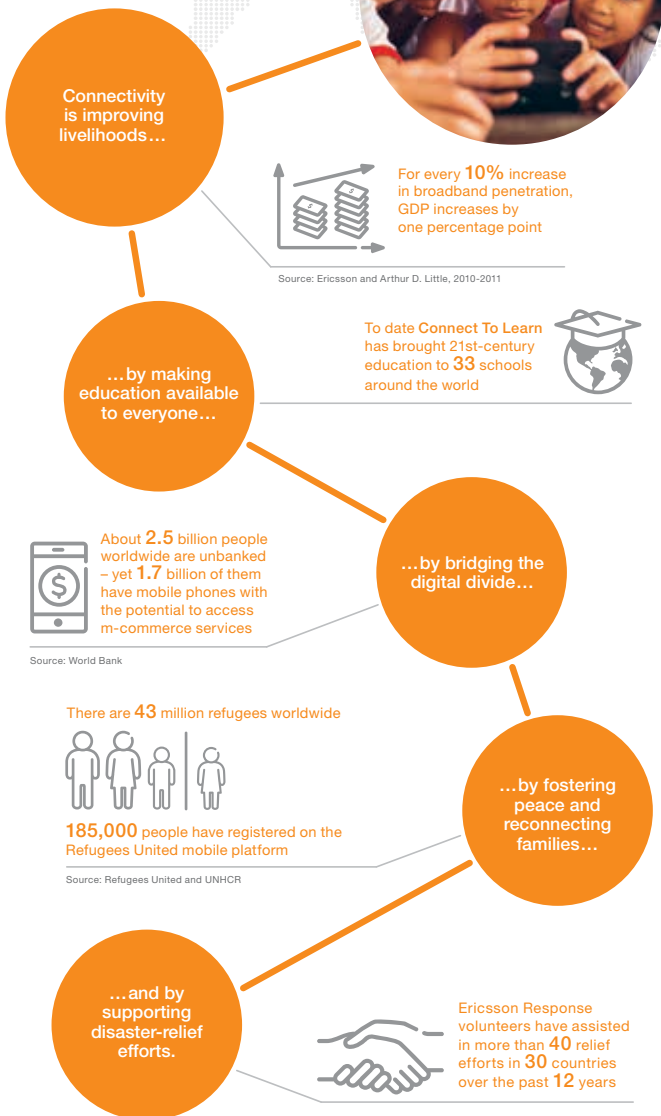 Connectivity
is improving
livelihoods…
For every 10% increase
in broadband penetration,
GDP increases by
one percentage point
Source: Ericsson and Arthur D. Little, 2010-2011
To date Connect To Learn
has brought 21st-century
education to 33 schools
around the world
…by making
education available
to everyone…
About 2.5 billion people
worldwide are unbanked
– yet 1.7 billion of them
have mobile phones with
the potential to access
m-commerce services
Source: World Bank
…by bridging the
digital divide…
There are 43 million refugees worldwide
185,000 people have registered on the
Refugees United mobile platform
Source: Refugees United and UNHCR
…by fostering
peace and
reconnecting
families…
…and by
supporting
disaster-relief
efforts.
Ericsson Response
volunteers have assisted
in more than 40 relief
efforts in 30 countries
over the past 12 years